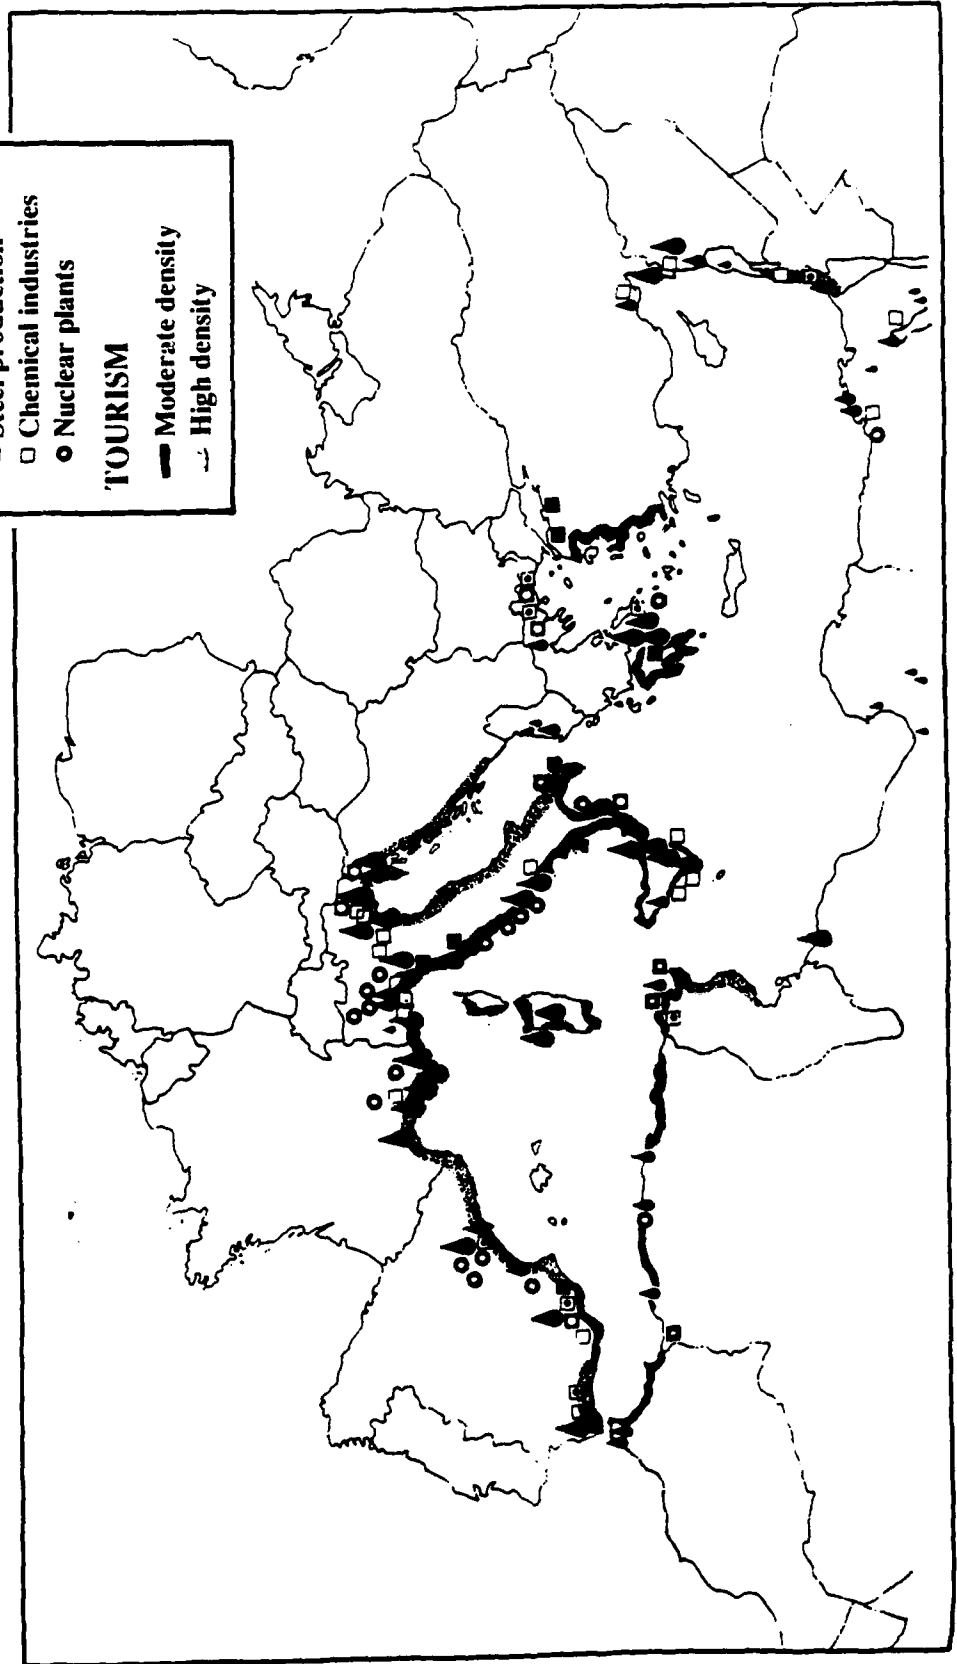 Chemical industries
Nuclear plants
TOURISM
Moderate density
High density